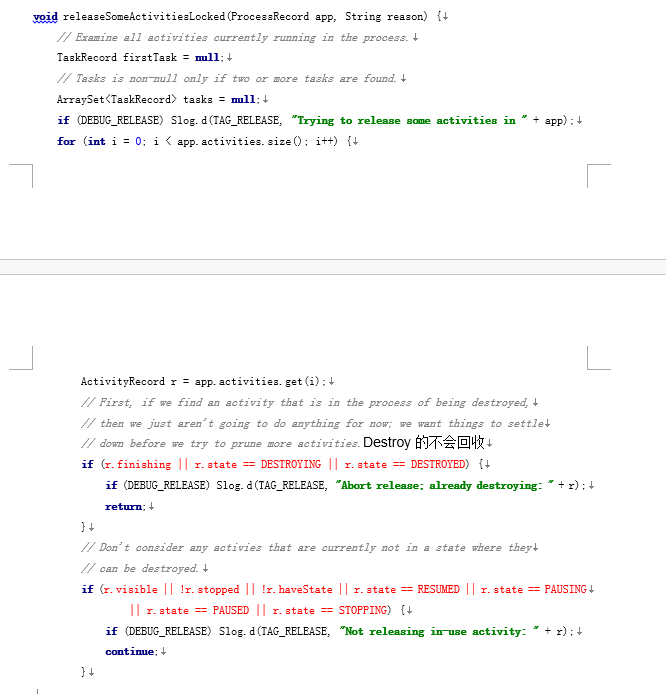 void releaseSomeActivitiesLocked(ProcessRecord app, String reason) {↓
// Examine all activities currently running in the process.↓
TaskRecord firstTask = null;↓
// Tasks is non-null only if two or more tasks are found.↓
ArraySet<TaskRecord> tasks = null;↓
if (DEBUG_RELEASE) Slog.d(TAG_RELEASE, "Trying to release some activities in " + app);↓
for (int i = 0; i < app.activities.size(); i++) {↓
ActivityRecord r = app.activities.get(i);↓
// First, if we find an activity that is in the process of being destroyed,↓
// then we just aren't going to do anything for now; we want things to settle↓
// down before we try to prune more activities.Destroy 的不会回收↓
if (r.finishing || r.state == DESTROYING || r.state == DESTROYED) {↓
if (DEBUG_RELEASE) Slog.d(TAG_RELEASE, "Abort release; already destroying: " + r);↓
return;↓
}↓
// Don't consider any activies that are currently not in a state where they↓
// can be destroyed.↓
if (r.visible || !r.stopped || !r.haveState || r.state == RESUMED || r.state == PAUSING↓
|| r.state == PAUSED || r.state == STOPPING) {↓
if (DEBUG_RELEASE) Slog.d(TAG_RELEASE, "Not releasing in-use activity: " + r);↓
continue;↓
}↓